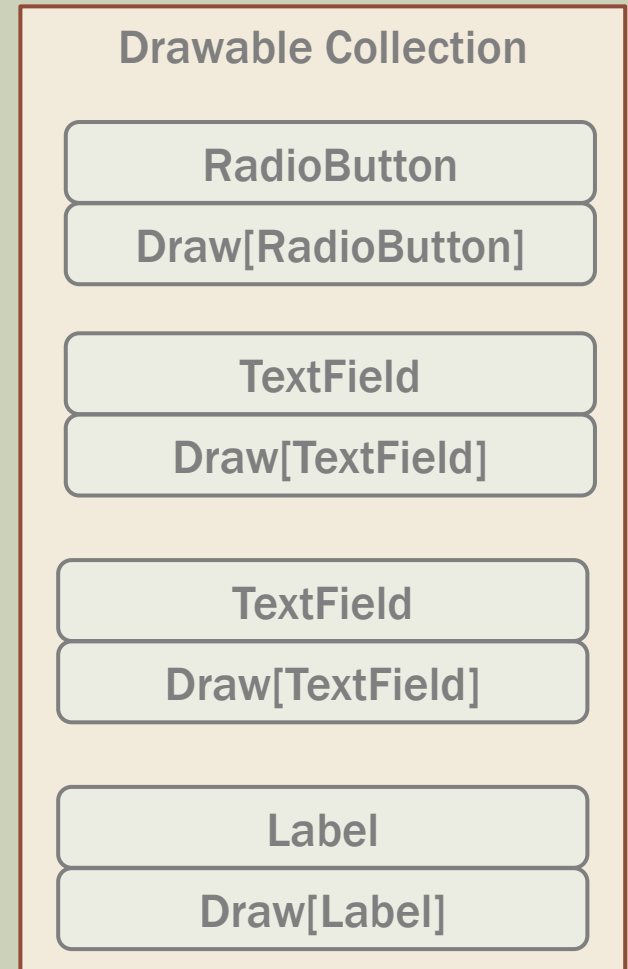 Drawable Collection
RadioButton
Draw[RadioButton]
TextField
Draw[TextField]
TextField
Draw[TextField]
Label
Draw[Label]